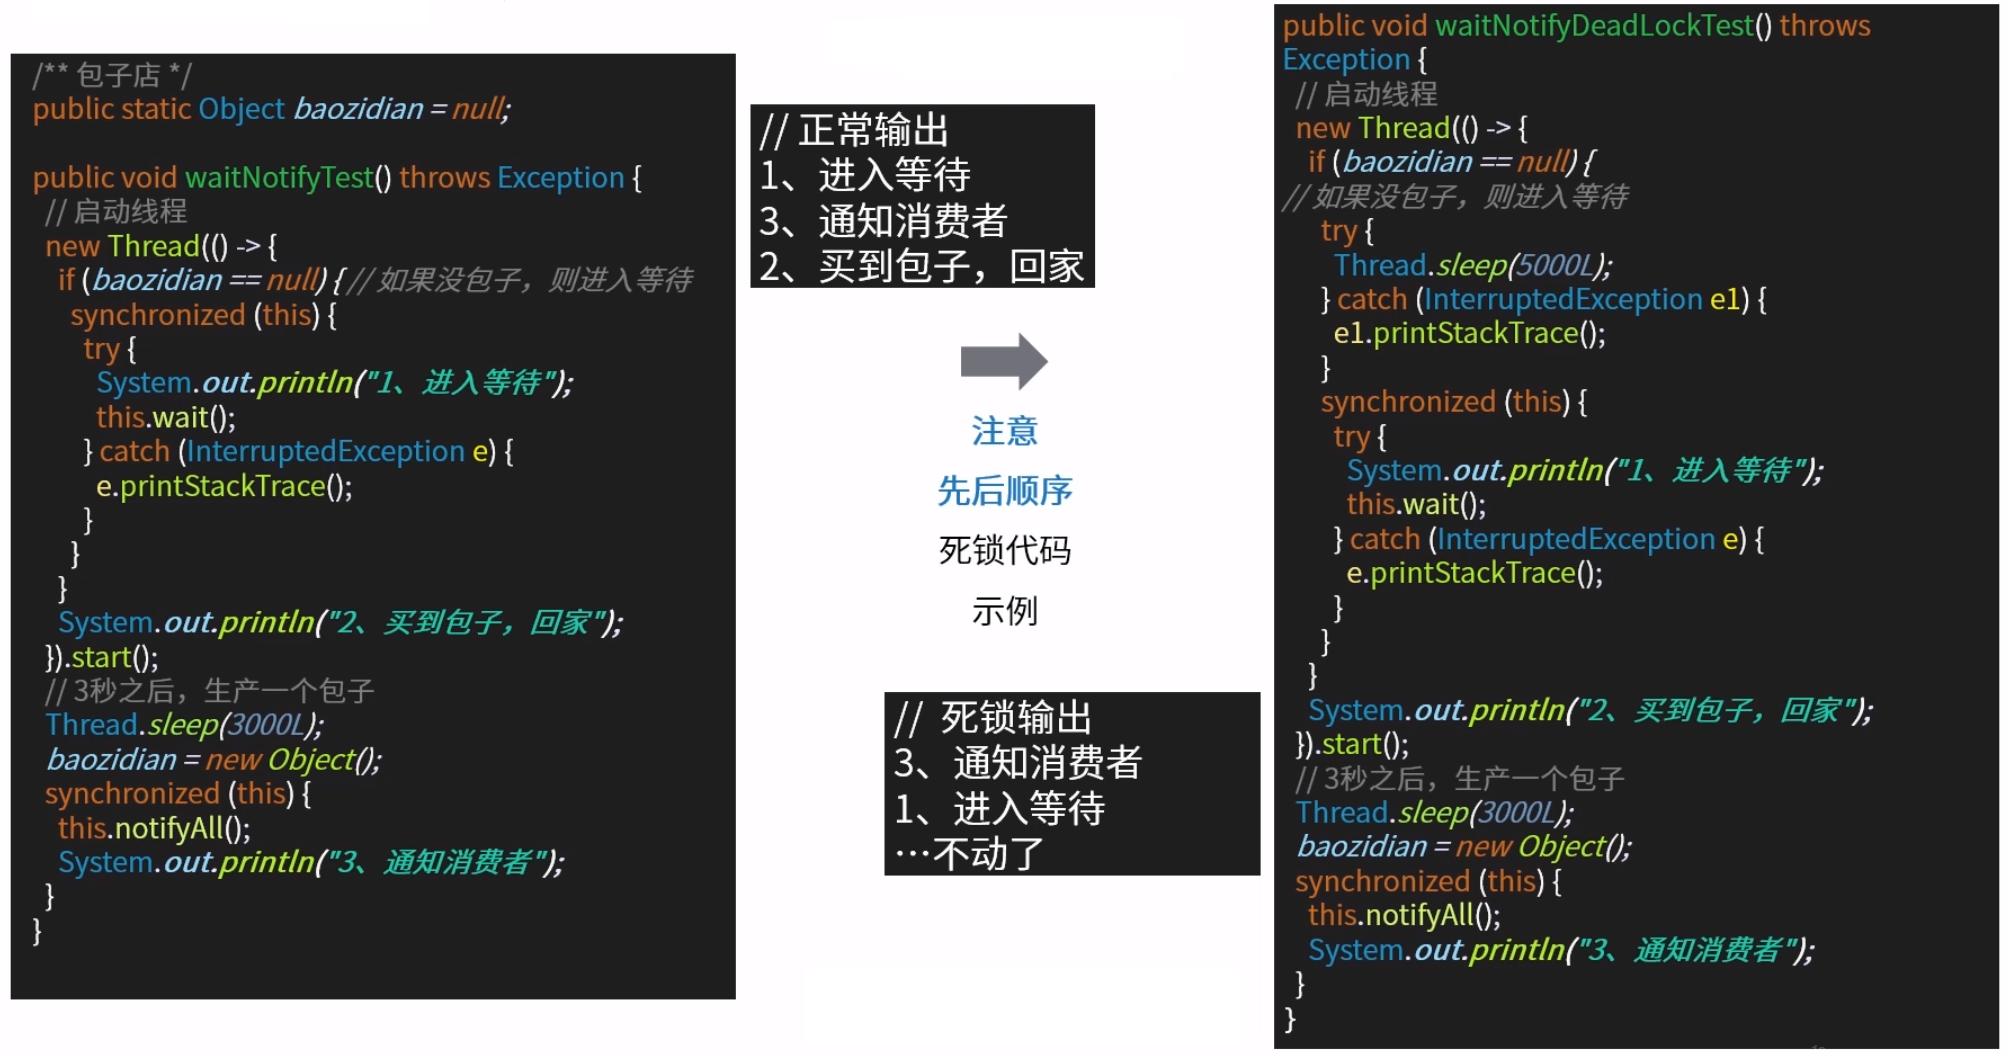 /** 包子店 */
public static Object baozidian = null;

public void waitNotifyTest() throws Exception {
// 启动线程
new Thread(() -> {
if (baozidian == null) { // 如果没包子，则进入等待
synchronized (this) {
try {
System.out.println("1、进入等待");
this.wait();
} catch (InterruptedException e) {
e.printStackTrace();
}
}
}
System.out.println("2、买到包子，回家");
}).start();
// 3秒之后，生产一个包子
Thread.sleep(3000L);
baozidian = new Object();
synchronized (this) {
this.notifyAll();
System.out.println("3、通知消费者");
}
}
// 正常输出
1、进入等待
3、通知消费者
2、买到包子，回家
注意
先后顺序
死锁代码
示例
// 死锁输出
3、通知消费者
1、进入等待
…不动了
public void waitNotifyDeadLockTest() throws
Exception {
// 启动线程
new Thread(() -> {
if (baozidian == null) {
// 如果没包子，则进入等待
try {
Thread.sleep(5000L);
} catch (InterruptedException e1) {
e1.printStackTrace();
}
synchronized (this) {
try {
System.out.println("1、进入等待");
this.wait();
} catch (InterruptedException e) {
e.printStackTrace();
}
}
}
System.out.println("2、买到包子，回家");
}).start();
// 3秒之后，生产一个包子
Thread.sleep(3000L);
baozidian = new Object();
synchronized (this) {
this.notifyAll();
System.out.println("3、通知消费者");
}
}